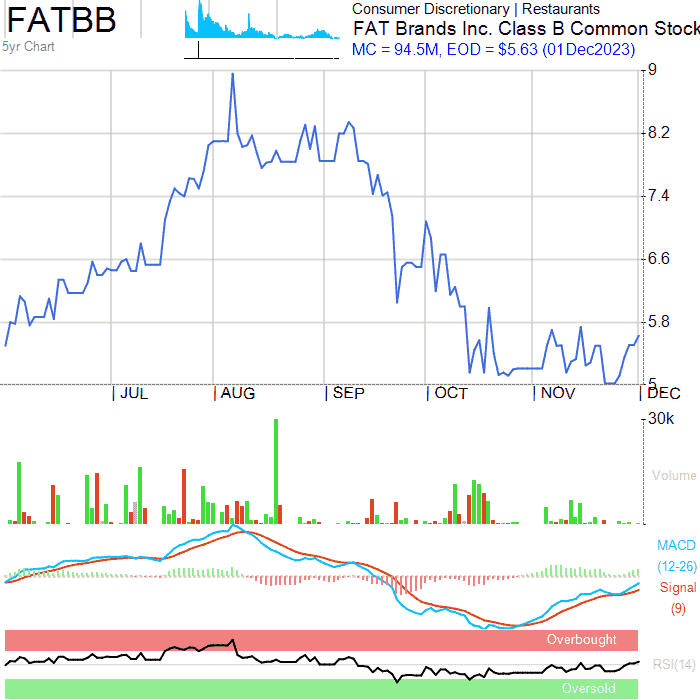 FATBB
5yr Chart
Consumer Discretionary | Restaurants
FAT Brands Inc. Class B Common Stock
MC = 94.5M, EOD = $5.63 (01Dec2023)
9
8.2
7.4
6.6
5.8
5
JUL AUG SEP OCT NOV DEC
30k
Volume
MACD
(12-26)
Signal
(9)
Overbought
RSI(14)
Oversold